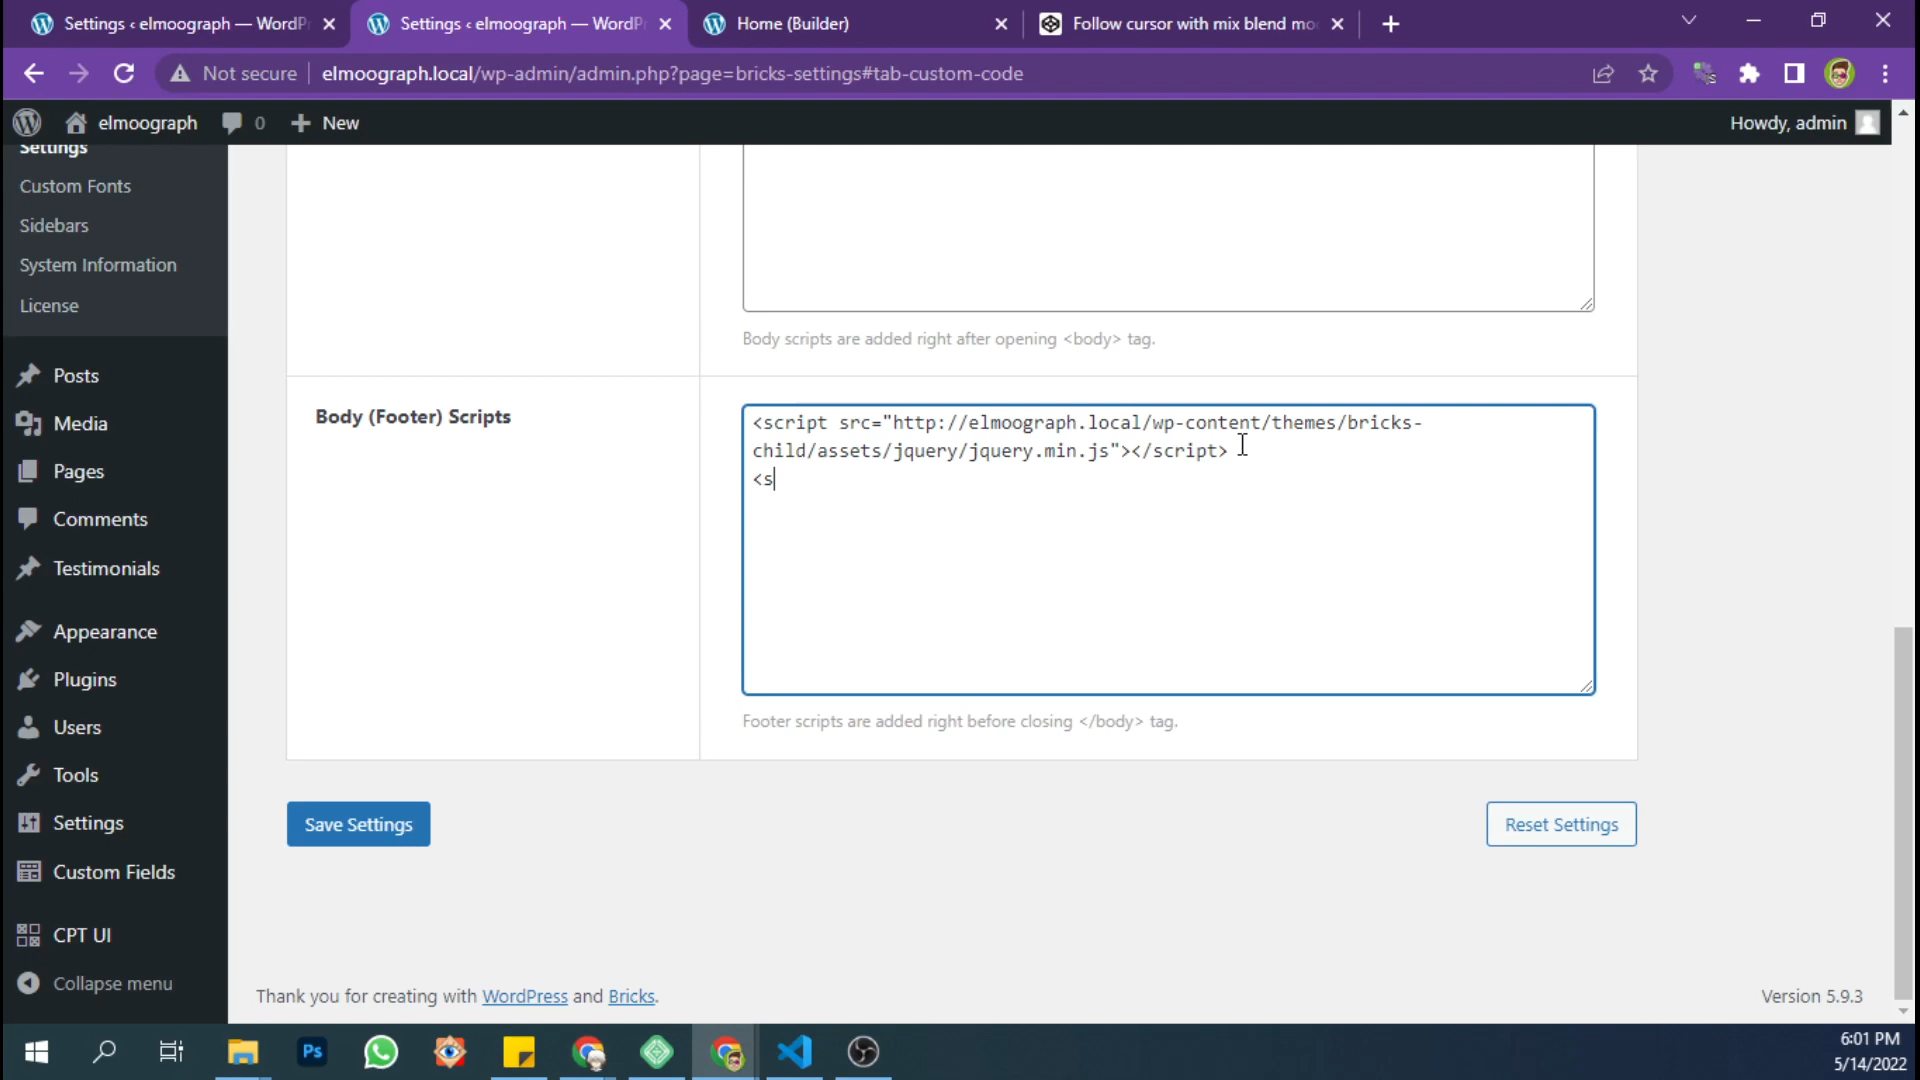 Settings ‹ elmoograph — WordPr
Settings ‹ elmoograph — WordPr
Home (Builder)
Follow cursor with mix blend mo
Not secure
elmoograph.local/wp-admin/admin.php?page=bricks-settings#tab-custom-code
elmoograph
0
New
Howdy, admin
Settings
Custom Fonts
Sidebars
System Information
License
Posts
Media
Pages
Comments
Testimonials
Appearance
Plugins
Users
Tools
Settings
Custom Fields
CPT UI
Collapse menu
Body scripts are added right after opening <body> tag.
Body (Footer) Scripts
<script src="http://elmoograph.local/wp-content/themes/bricks-
child/assets/jquery/jquery.min.js"></script>
<s
Footer scripts are added right before closing </body> tag.
Save Settings
Reset Settings
Thank you for creating with WordPress and Bricks.
Version 5.9.3
Ps
6:01 PM
5/14/2022